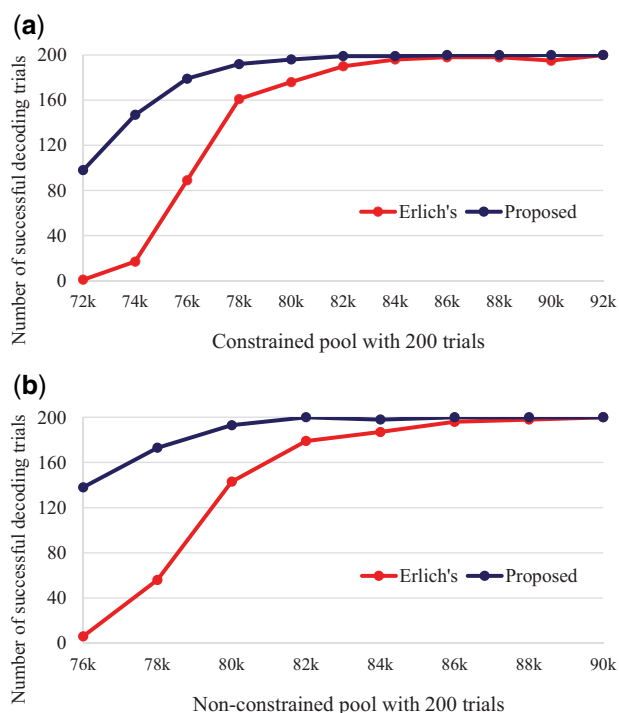 (a)
Number of successful decoding trials
200
160
120
80
40
0
Erlich's Proposed
72k 74k 76k 78k 80k 82k 84k 86k 88k 90k 92k
Constrained pool with 200 trials
(b)
Number of successful decoding trials
200
160
120
80
40
0
Erlich's Proposed
76k 78k 80k 82k 84k 86k 88k 90k
Non-constrained pool with 200 trials